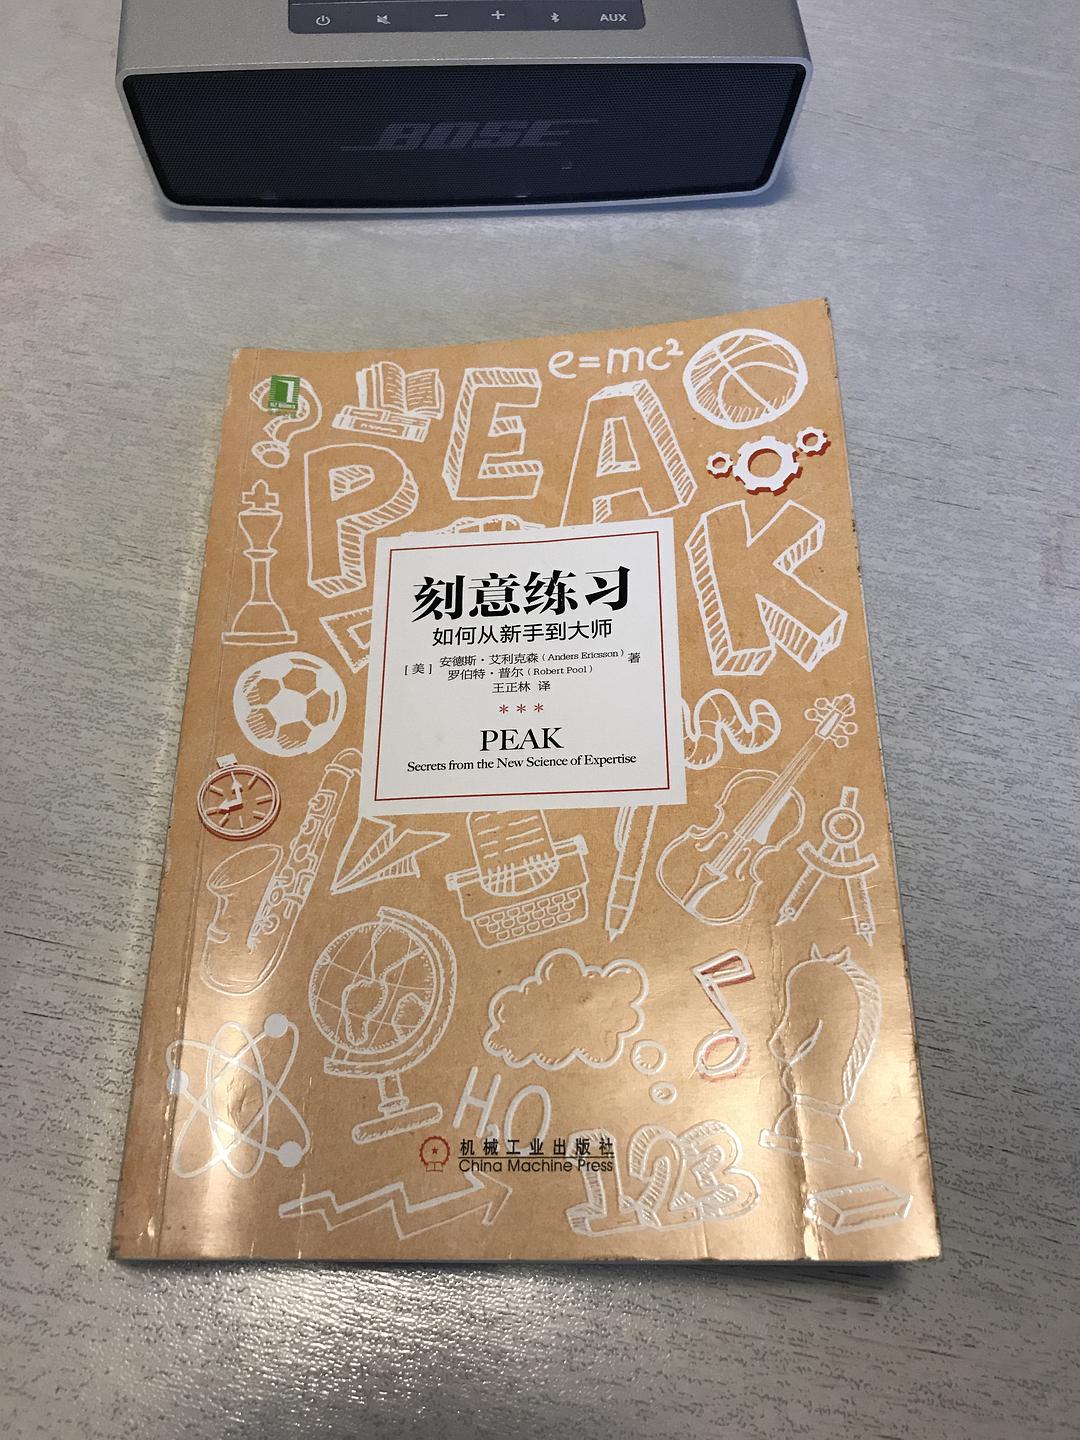 AUX
BOSE
e=mc²
PEAK
刻意练习
如何从新手到大师
[美] 安德斯·艾利克森（Anders Ericsson）
罗伯特·普尔（Robert Pool） 著
王正林 译
***
PEAK
Secrets from the New Science of Expertise
H₂O
机械工业出版社
China Machine Press
123